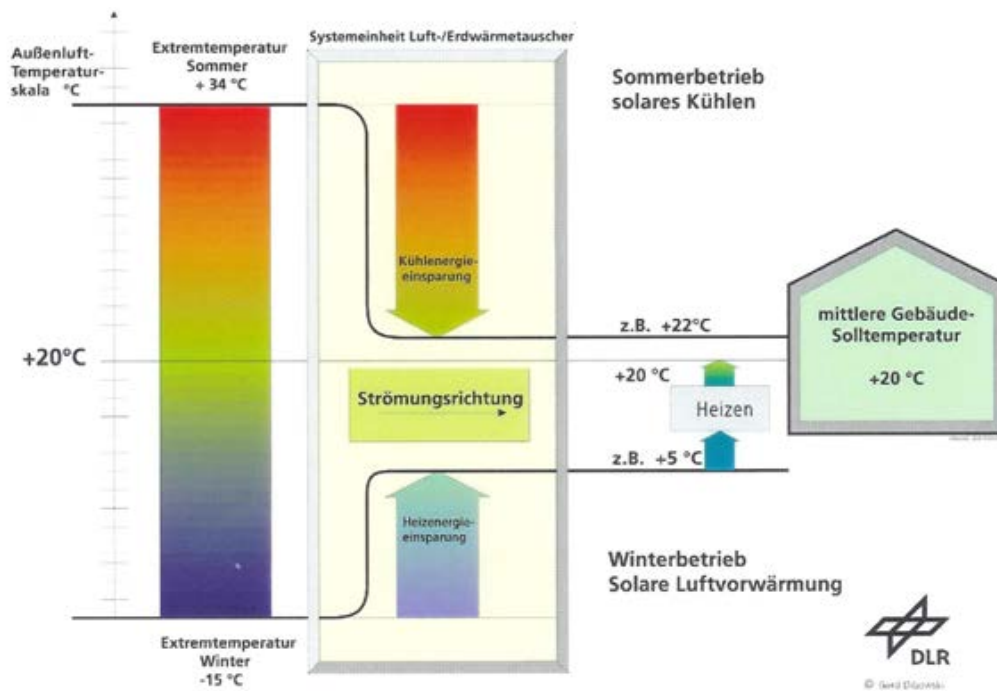 Außenluft-
Temperatur-
skala °C
Extremtemperatur
Sommer
+ 34 °C
Systemeinheit Luft-/Erdwärmetauscher
Sommerbetrieb
solares Kühlen
Kühlenergie-
einsparung
z.B. +22°C
mittlere Gebäude-
Solltemperatur
+20 °C
+20°C
+20 °C
Strömungsrichtung
Heizen
z.B. +5 °C
Heizenergie-
einsparung
Winterbetrieb
Solare Luftvorwärmung
Extremtemperatur
Winter
-15 °C
DLR